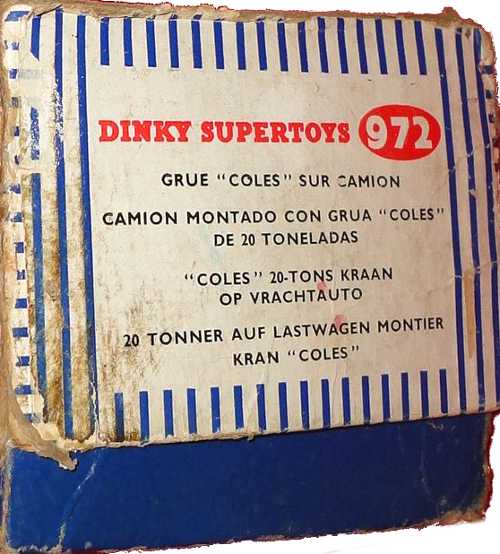 DINKY SUPERTOYS 972
GRUE "COLES" SUR CAMION
CAMION MONTADO CON GRUA "COLES"
DE 20 TONELADAS
"COLES" 20-TONS KRAAN
OP VRACHTAUTO
20 TONNER AUF LASTWAGEN MONTIER
KRAN "COLES"